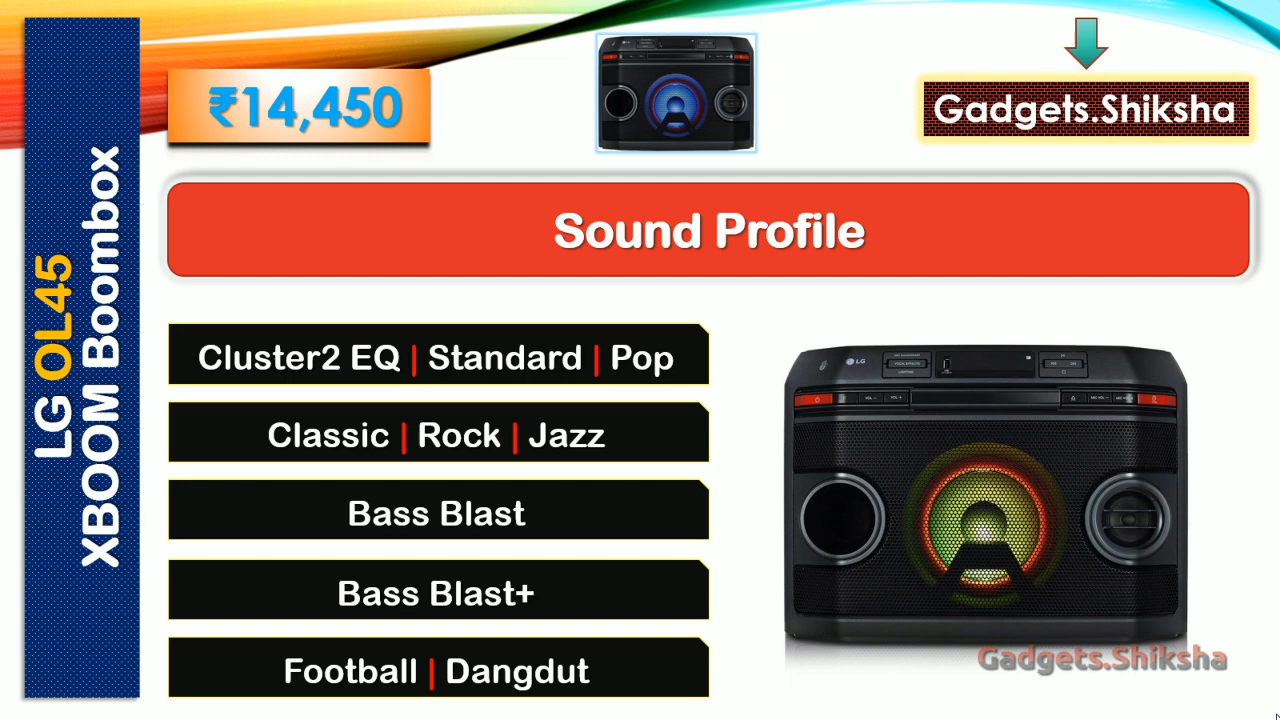 ₹14,450
Gadgets.Shiksha
LG OL45
XBOOM Boombox
Sound Profile
Cluster2 EQ | Standard | Pop
Classic | Rock | Jazz
Bass Blast
Bass Blast+
Football | Dangdut
LG
Gadgets.Shiksha